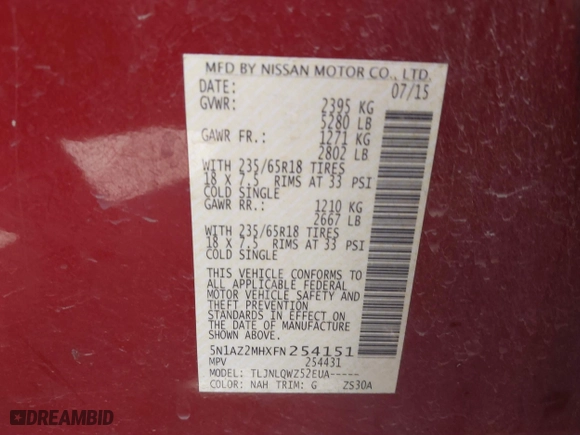 MFD BY NISSAN MOTOR CO., LTD.
DATE: 07/15
GVWR: 2395 KG
5280 LB
GAWR FR.: 1271 KG
2802 LB
WITH 235/65R18 TIRES
18 X 7.5 RIMS AT 33 PSI
COLD SINGLE
GAWR RR.: 1210 KG
2667 LB
WITH 235/65R18 TIRES
18 X 7.5 RIMS AT 33 PSI
COLD SINGLE
THIS VEHICLE CONFORMS TO
ALL APPLICABLE FEDERAL
MOTOR VEHICLE SAFETY AND
THEFT PREVENTION
STANDARDS IN EFFECT ON
THE DATE OF MANUFACTURE
SHOWN ABOVE.
5N1AZ2MHXFN254151
MPV 254431
MODEL: TLJNLQWZ52EUA-----
COLOR: NAH TRIM: G ZS30A
DREAMBID